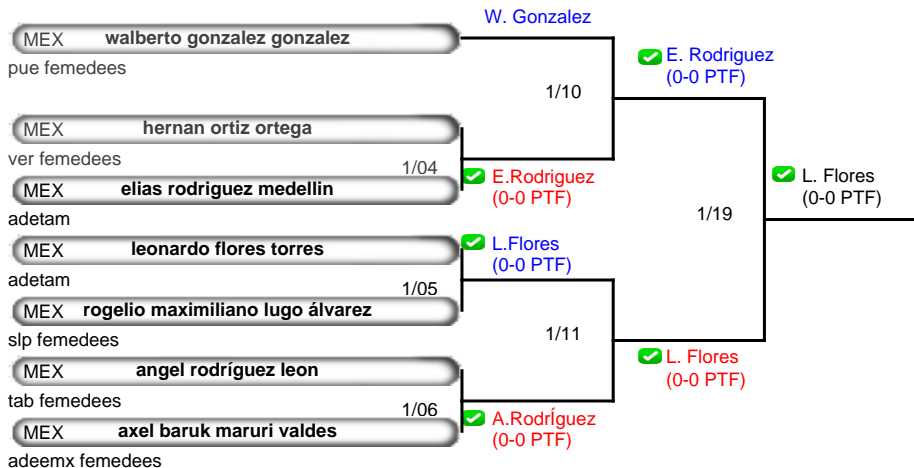 W. Gonzalez
MEX walberto gonzalez gonzalez
pue femedees
E. Rodriguez
(0-0 PTF)
1/10
MEX hernan ortiz ortega
ver femedees
1/04
MEX elias rodriguez medellin
adetam
E.Rodriguez
(0-0 PTF)
L. Flores
(0-0 PTF)
1/19
MEX leonardo flores torres
adetam
L.Flores
(0-0 PTF)
1/05
MEX rogelio maximiliano lugo álvarez
slp femedees
1/11
MEX angel rodríguez leon
tab femedees
L. Flores
(0-0 PTF)
1/06
MEX axel baruk maruri valdes
adeemx femedees
A.RodrÍguez
(0-0 PTF)